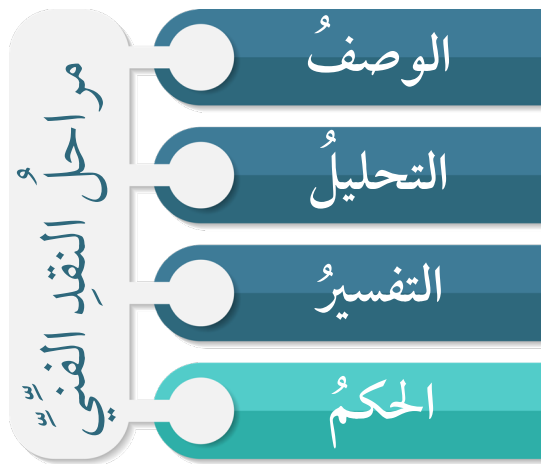 مراحلُ النقدِ الفنيِّ
الوصفُ
التحليلُ
التفسيرُ
الحكمُ